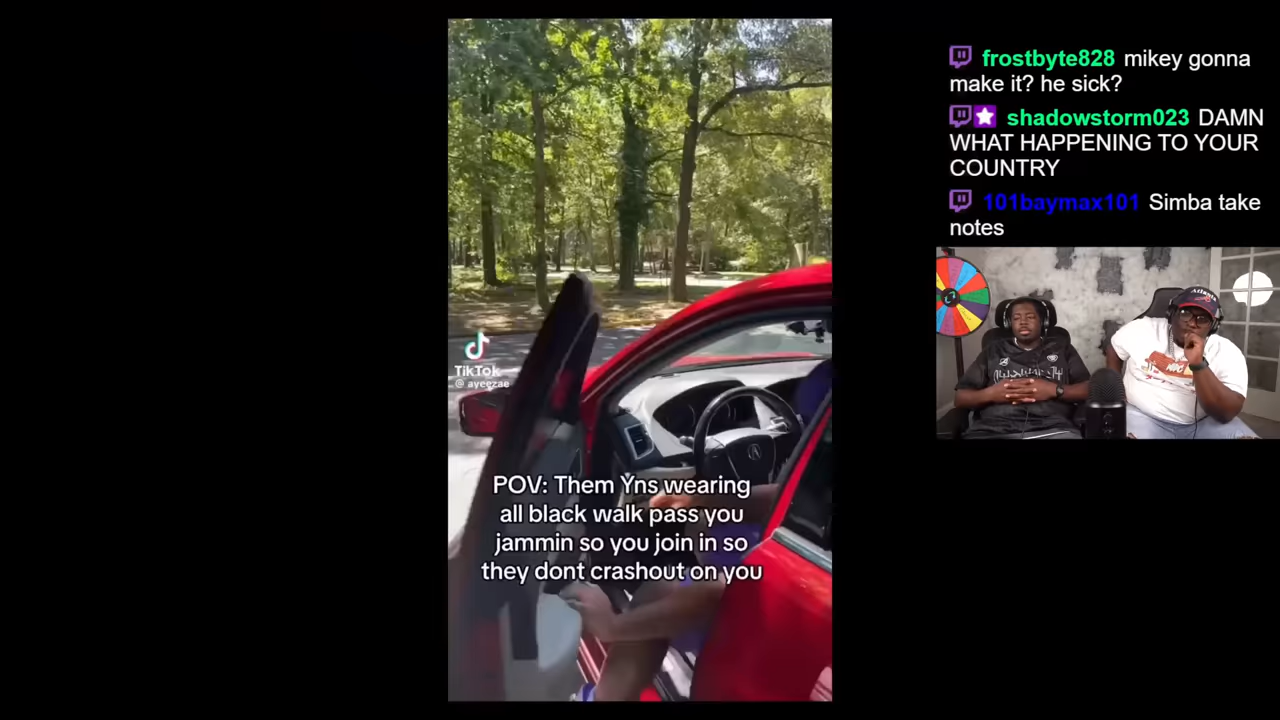 frostbyte828 mikey gonna
make it? he sick?
shadowstorm023 DAMN
WHAT HAPPENING TO YOUR
COUNTRY
101baymax101 Simba take
notes
TikTok
@ ayeezae
POV: Them Yns wearing
all black walk pass you
jammin so you join in so
they dont crashout on you
Atlanta